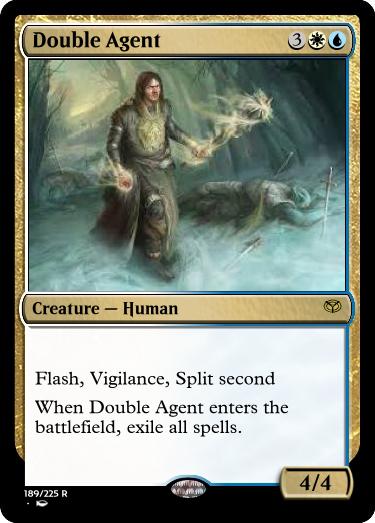 Double Agent 3
Creature — Human
Flash, Vigilance, Split second
When Double Agent enters the
battlefield, exile all spells.
4/4
189/225 R